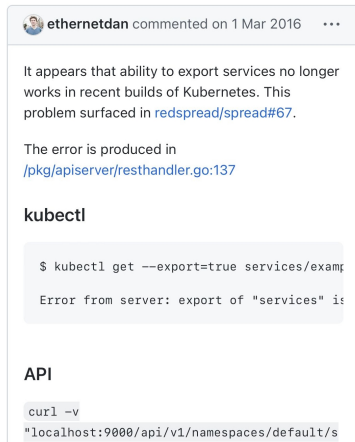 ethernetdan commented on 1 Mar 2016 ...
It appears that ability to export services no longer
works in recent builds of Kubernetes. This
problem surfaced in redspread/spread#67.
The error is produced in
/pkg/apiserver/resthandler.go:137
kubectl
$ kubectl get --export=true services/examp
Error from server: export of "services" is
API
curl -v
"localhost:9000/api/v1/namespaces/default/s